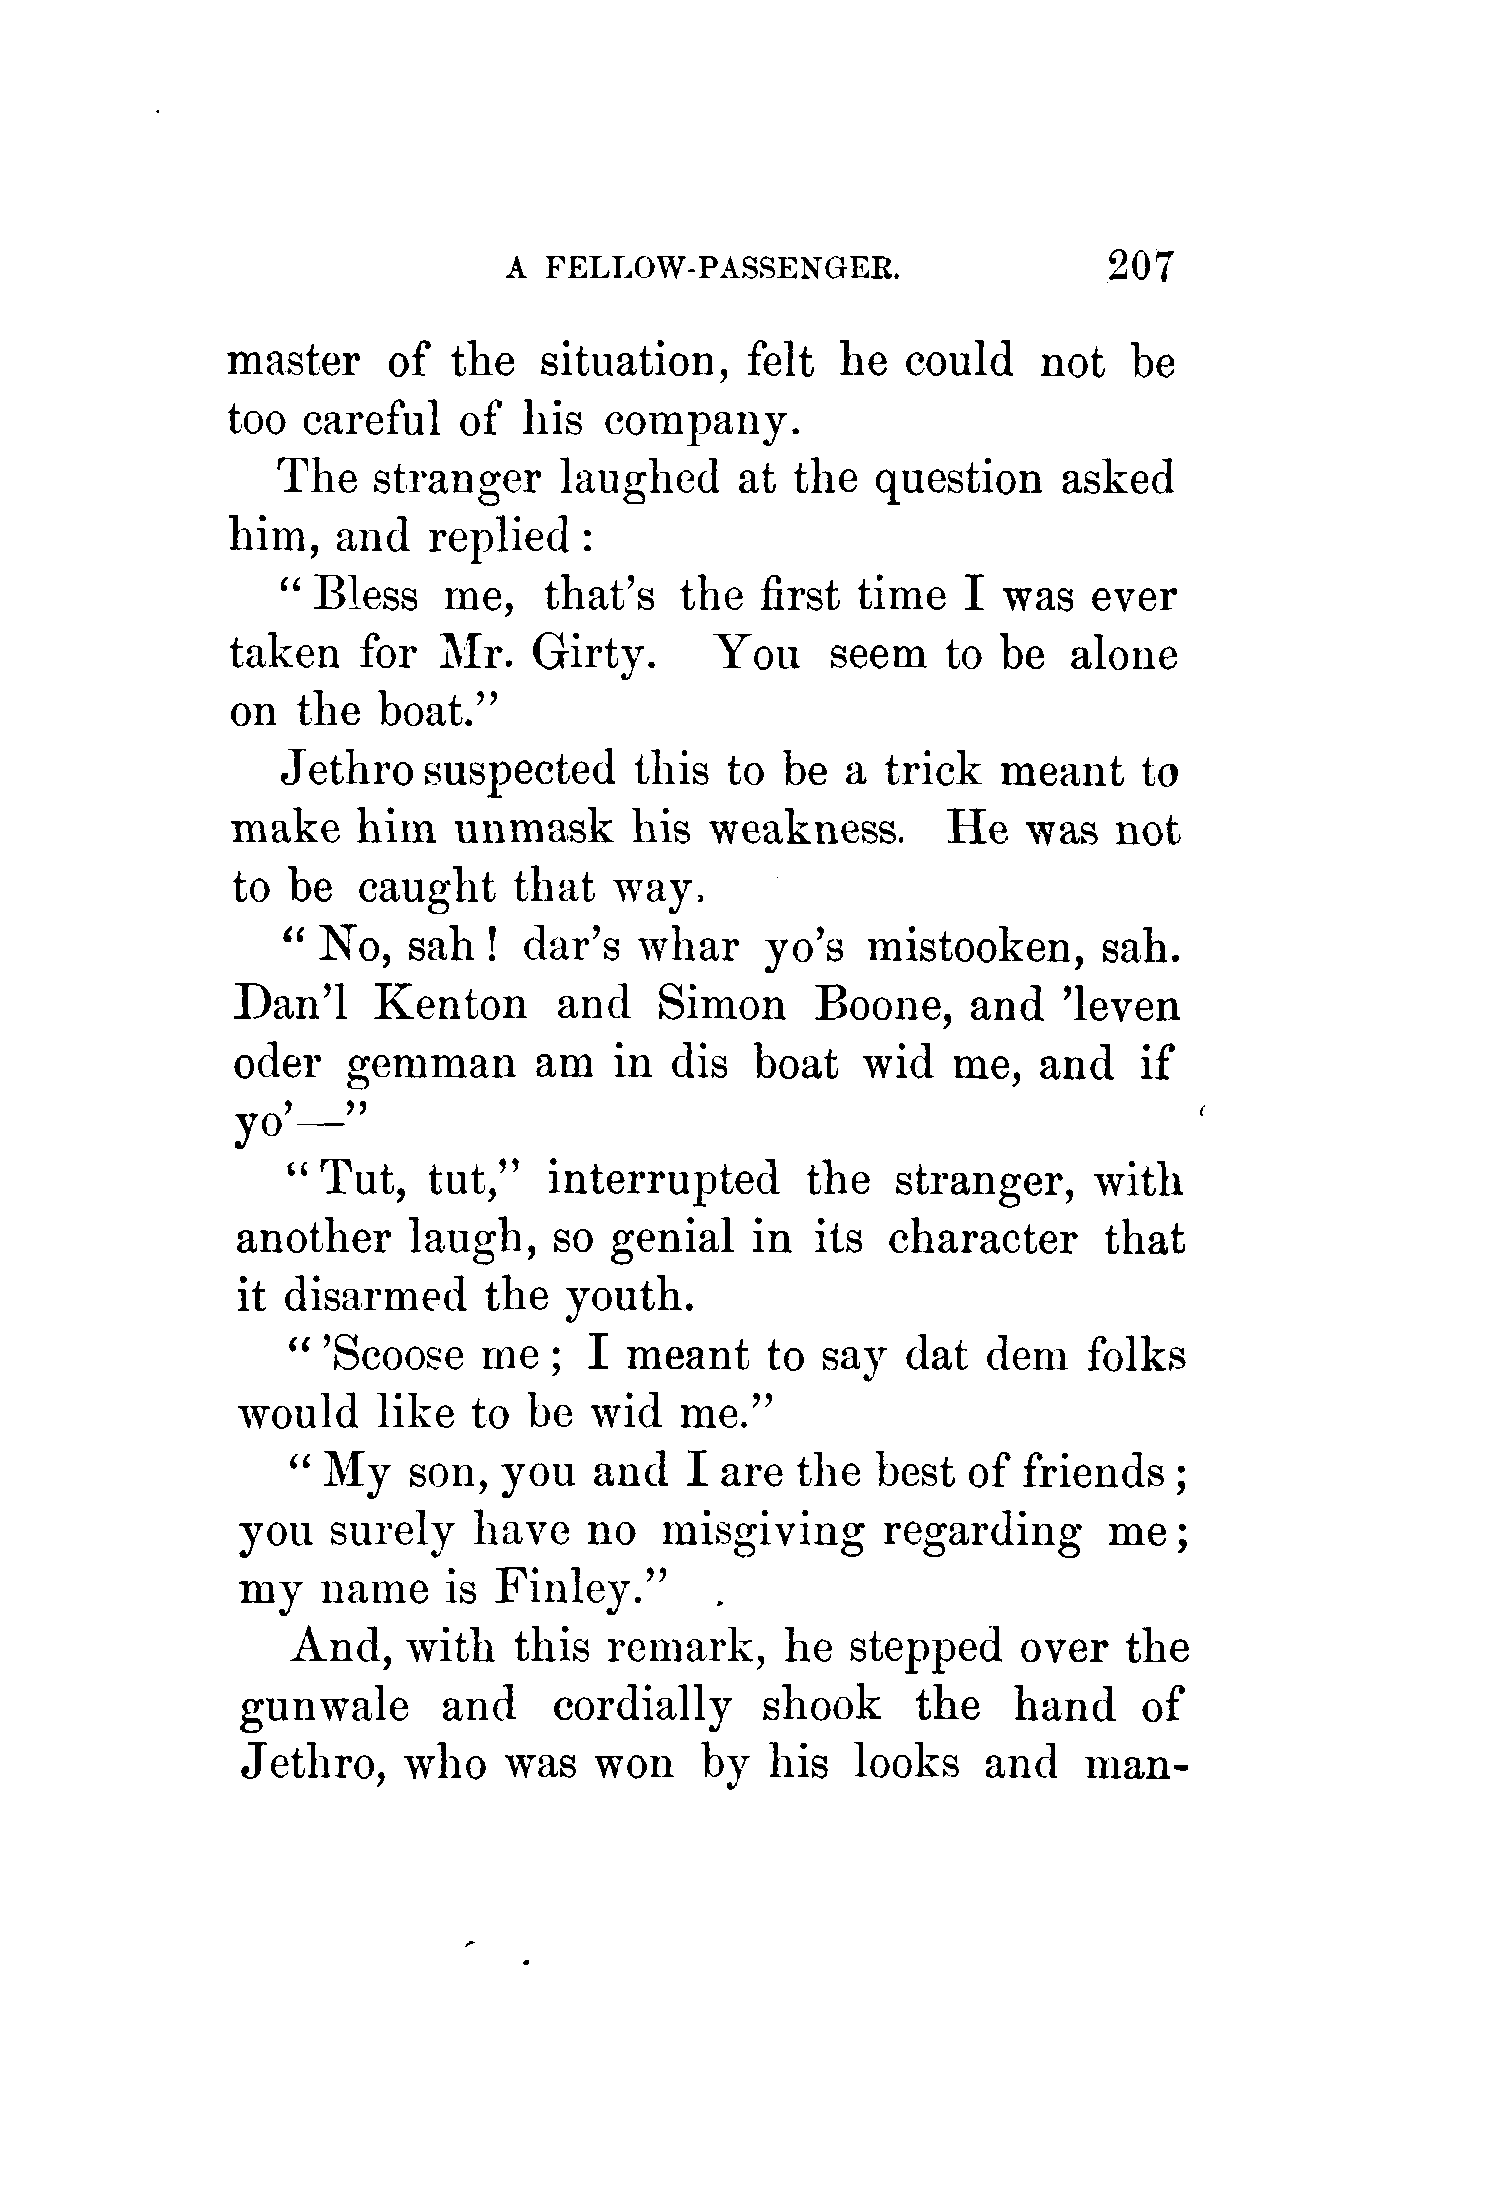 A FELLOW-PASSENGER. 207
master of the situation, felt he could not be
too careful of his company.
The stranger laughed at the question asked
him, and replied :
“ Bless me, that’s the first time I was ever
taken for Mr. Girty. You seem to be alone
on the boat.”
Jethro suspected this to be a trick meant to
make him unmask his weakness. He was not
to be caught that way.
“ No, sah ! dar’s whar yo’s mistooken, sah.
Dan’l Kenton and Simon Boone, and ’leven
oder gemman am in dis boat wid me, and if
yo’—”
“ Tut, tut,” interrupted the stranger, with
another laugh, so genial in its character that
it disarmed the youth.
“ ’Scoose me ; I meant to say dat dem folks
would like to be wid me.”
“ My son, you and I are the best of friends ;
you surely have no misgiving regarding me ;
my name is Finley.”
And, with this remark, he stepped over the
gunwale and cordially shook the hand of
Jethro, who was won by his looks and man-